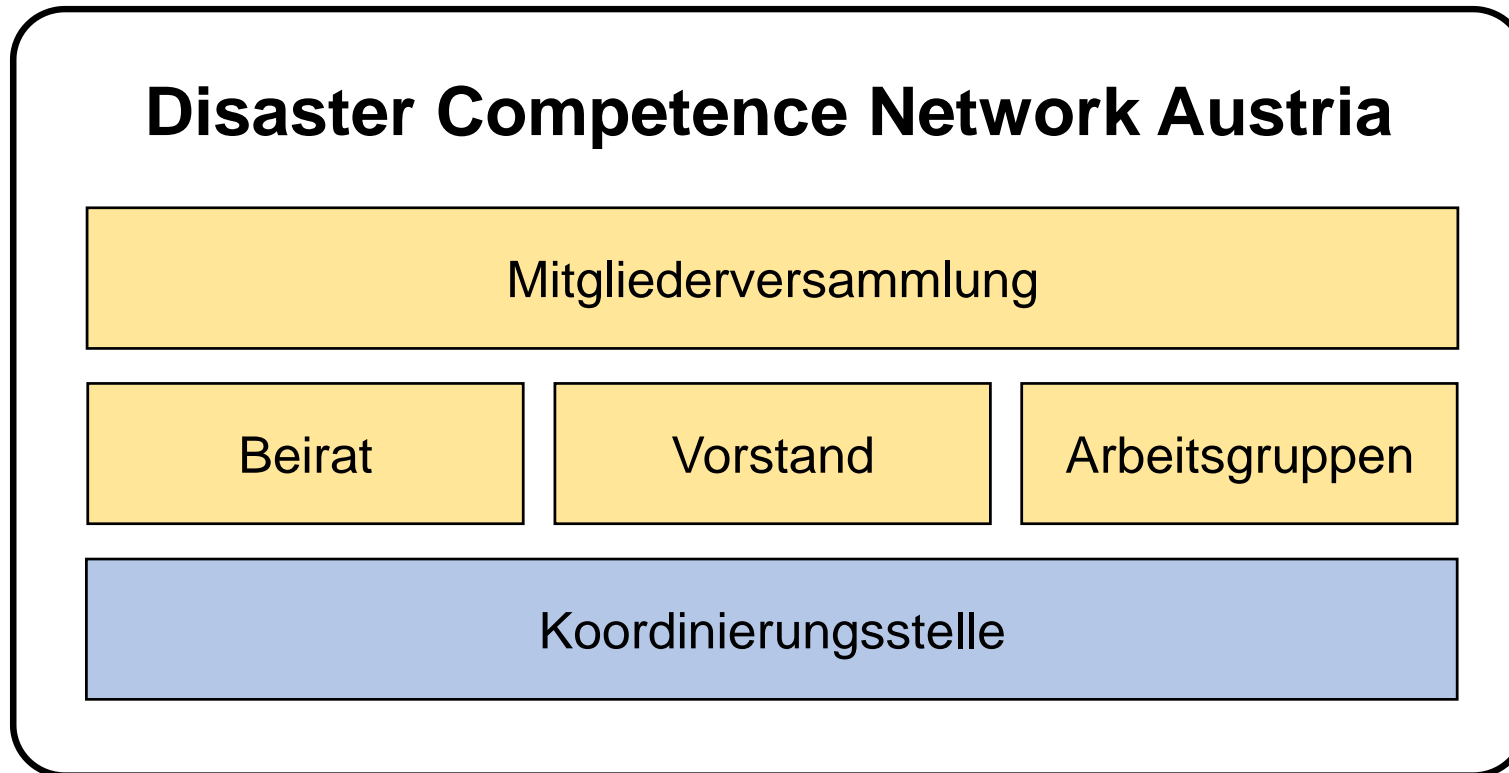 Disaster Competence Network Austria
Mitgliederversammlung
Beirat
Vorstand
Arbeitsgruppen
Koordinierungsstelle